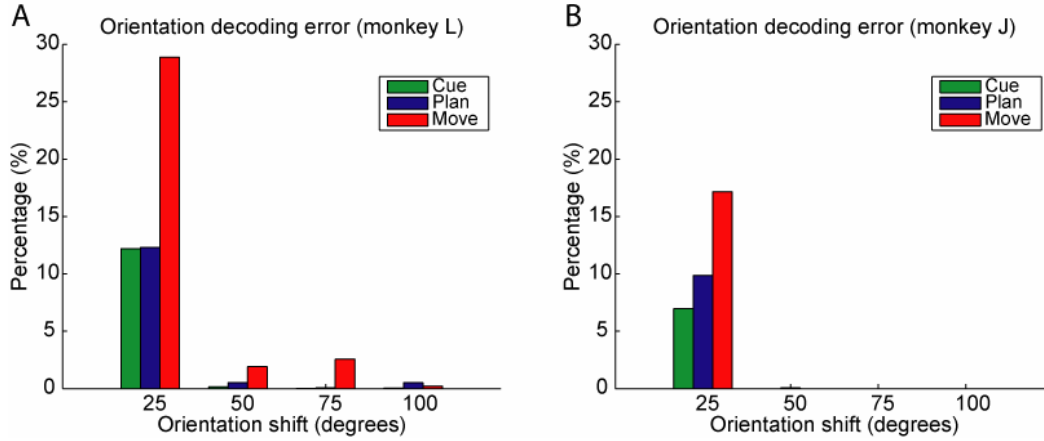 A
Orientation decoding error (monkey L)
30
25
20
15
10
5
0
Percentage (%)
Cue
Plan
Move
25 50 75 100
Orientation shift (degrees)
B
Orientation decoding error (monkey J)
30
25
20
15
10
5
0
Percentage (%)
Cue
Plan
Move
25 50 75 100
Orientation shift (degrees)